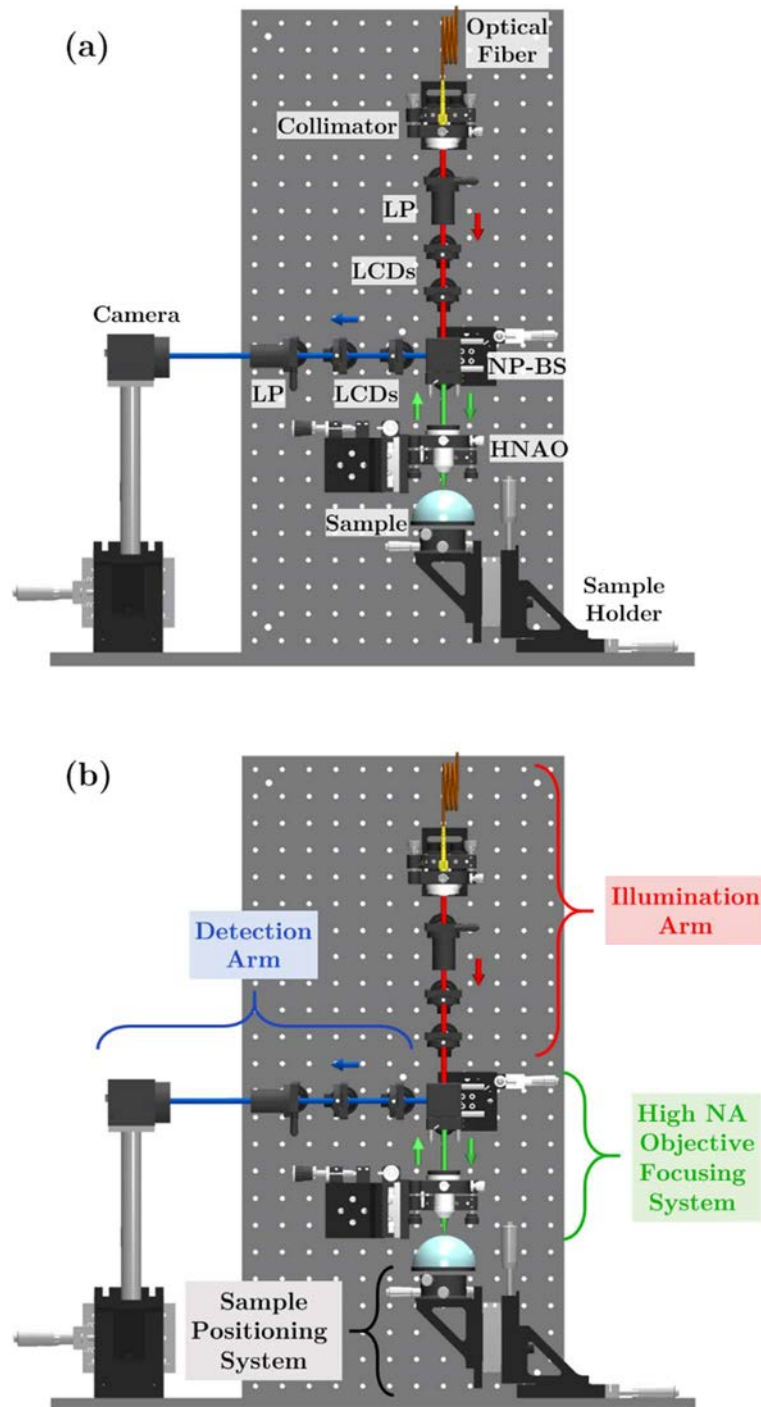 (a)
Optical
Fiber
Collimator
LP
LCDs
Camera
NP-BS
LP
LCDs
HNAO
Sample
Sample
Holder
(b)
Illumination
Arm
Detection
Arm
High NA
Objective
Focusing
System
Sample
Positioning
System